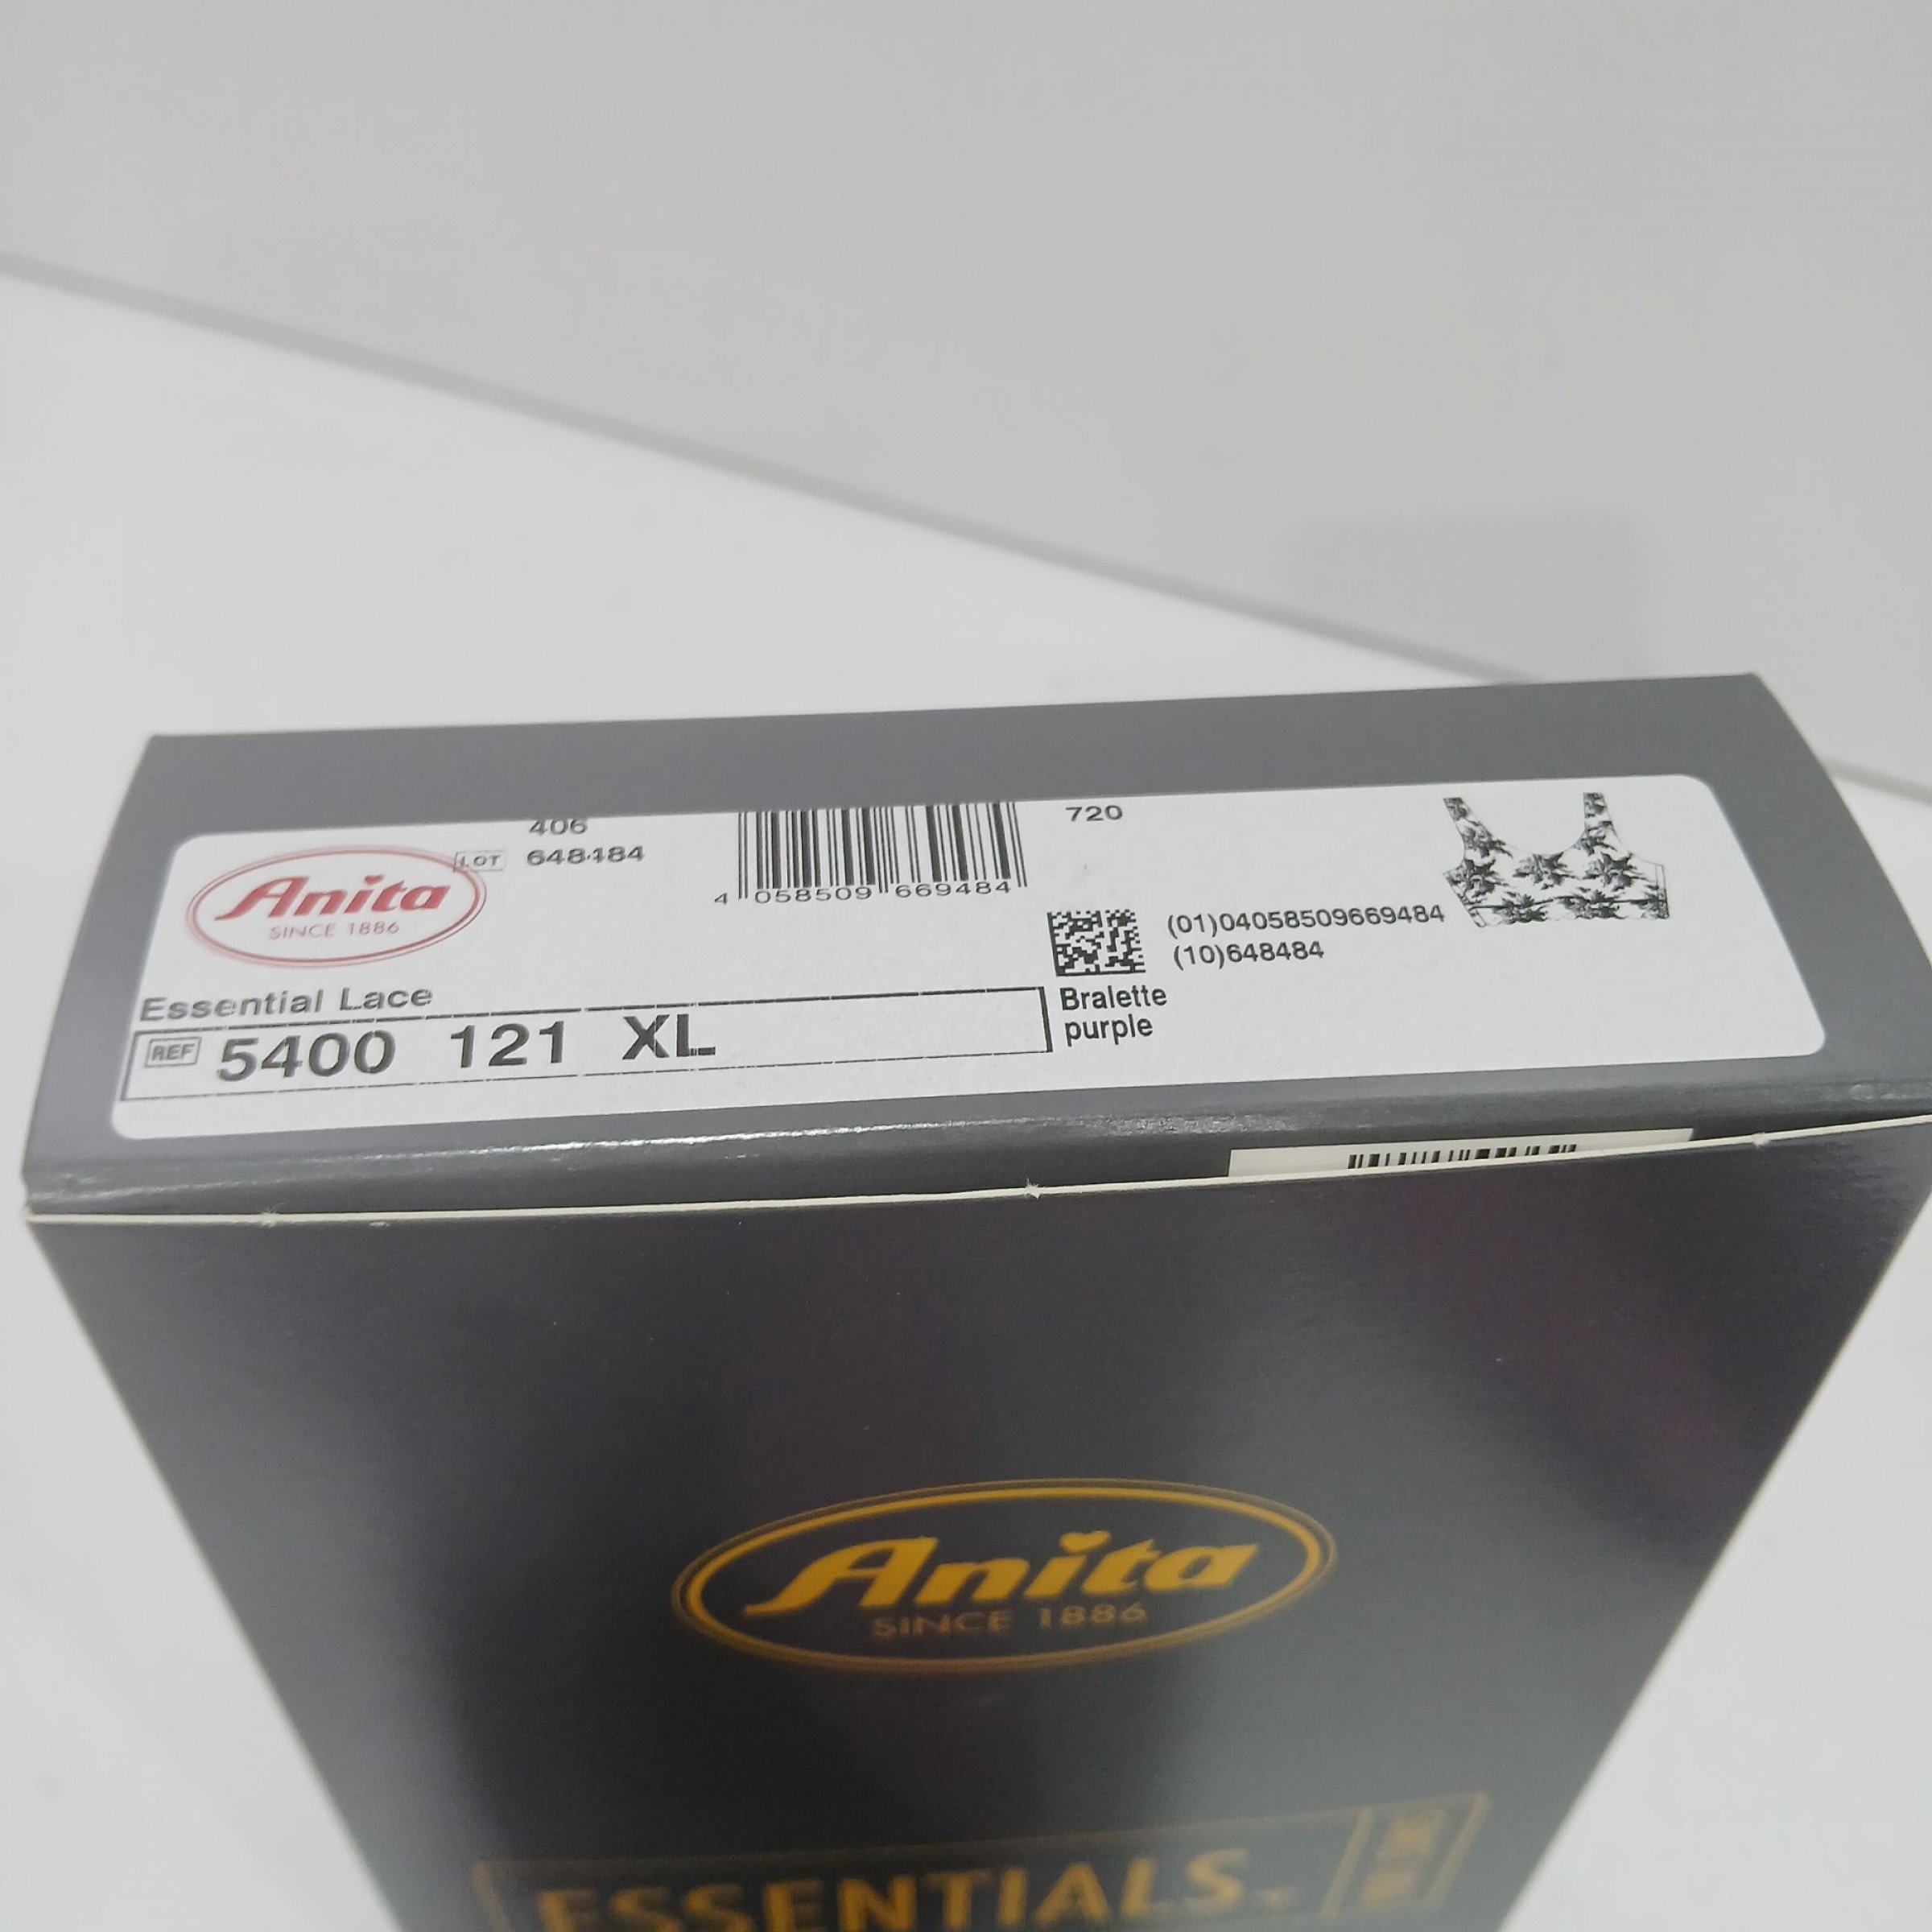 406
LOT 648484
720
4 058509 669484
Anita
SINCE 1886
(01)04058509669484
(10)648484
Essential Lace
REF 5400 121 XL
Bralette
purple
Anita
SINCE 1886
ESSENTIALS